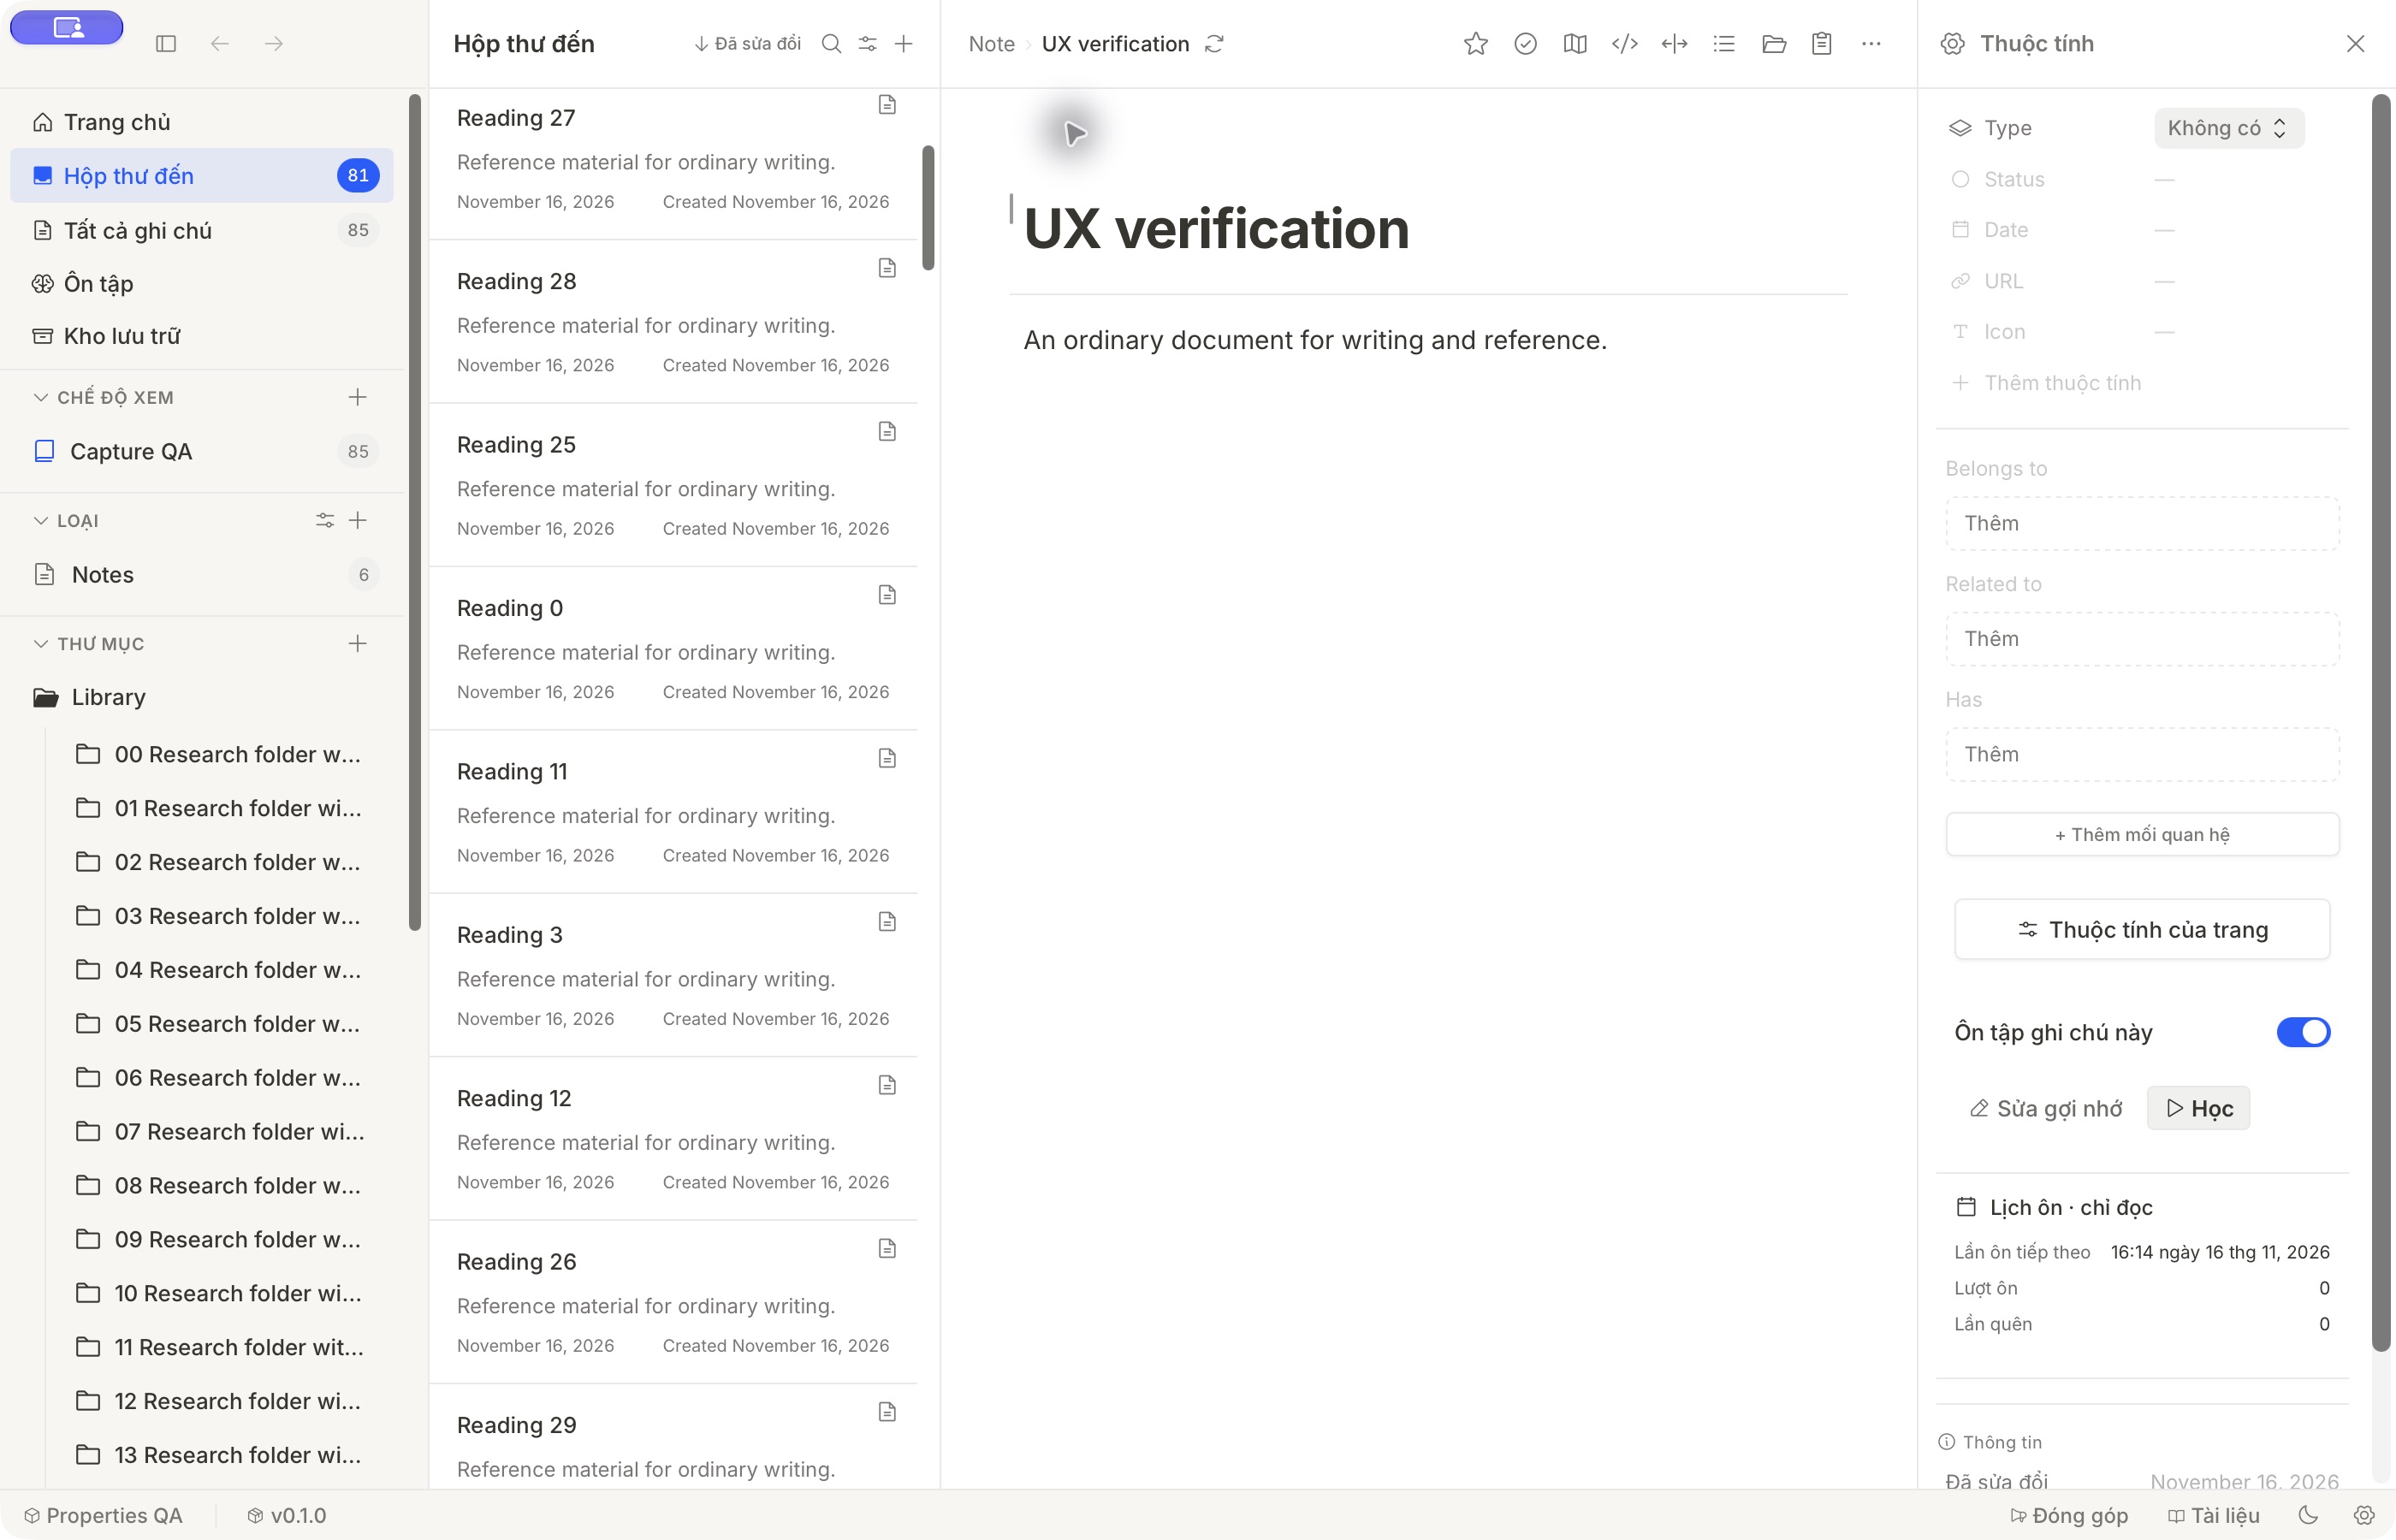 Trang chủ
Hộp thư đến 81
Tất cả ghi chú 85
Ôn tập
Kho lưu trữ
CHẾ ĐỘ XEM
Capture QA 85
LOẠI
Notes 6
THƯ MỤC
Library
00 Research folder w...
01 Research folder wi...
02 Research folder w...
03 Research folder w...
04 Research folder w...
05 Research folder w...
06 Research folder w...
07 Research folder wi...
08 Research folder w...
09 Research folder w...
10 Research folder wi...
11 Research folder wit...
12 Research folder wi...
13 Research folder wi...
Hộp thư đến Đã sửa đổi
Reading 27
Reference material for ordinary writing.
November 16, 2026 Created November 16, 2026
Reading 28
Reference material for ordinary writing.
November 16, 2026 Created November 16, 2026
Reading 25
Reference material for ordinary writing.
November 16, 2026 Created November 16, 2026
Reading 0
Reference material for ordinary writing.
November 16, 2026 Created November 16, 2026
Reading 11
Reference material for ordinary writing.
November 16, 2026 Created November 16, 2026
Reading 3
Reference material for ordinary writing.
November 16, 2026 Created November 16, 2026
Reading 12
Reference material for ordinary writing.
November 16, 2026 Created November 16, 2026
Reading 26
Reference material for ordinary writing.
November 16, 2026 Created November 16, 2026
Reading 29
Reference material for ordinary writing.
Note › UX verification
UX verification
An ordinary document for writing and reference.
Thuộc tính
Type Không có
Status —
Date —
URL —
Icon —
Thêm thuộc tính
Belongs to
Thêm
Related to
Thêm
Has
Thêm
+ Thêm mối quan hệ
Thuộc tính của trang
Ôn tập ghi chú này
Sửa gợi nhớ Học
Lịch ôn · chỉ đọc
Lần ôn tiếp theo 16:14 ngày 16 thg 11, 2026
Lượt ôn 0
Lần quên 0
Thông tin
Đã sửa đổi November 16, 2026
Properties QA v0.1.0
Đóng góp Tài liệu